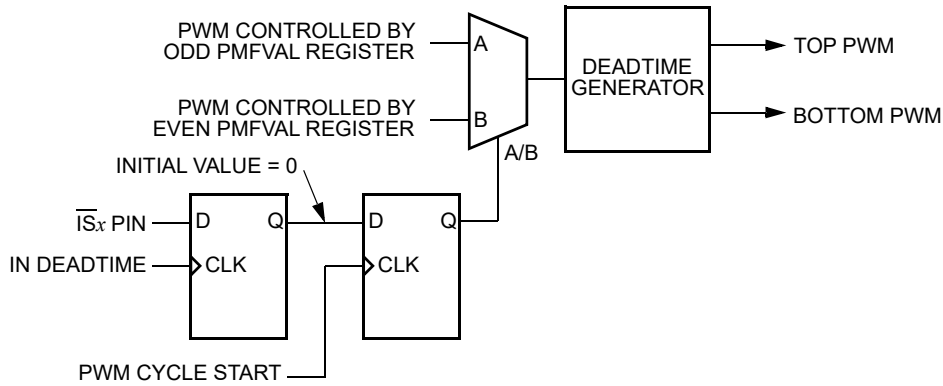 PWM CONTROLLED BY
ODD PMFVAL REGISTER
A
DEADTIME
GENERATOR
TOP PWM
PWM CONTROLLED BY
EVEN PMFVAL REGISTER
B
BOTTOM PWM
A/B
INITIAL VALUE = 0
I̅S̅x PIN
D
Q
D
Q
IN DEADTIME
CLK
CLK
PWM CYCLE START